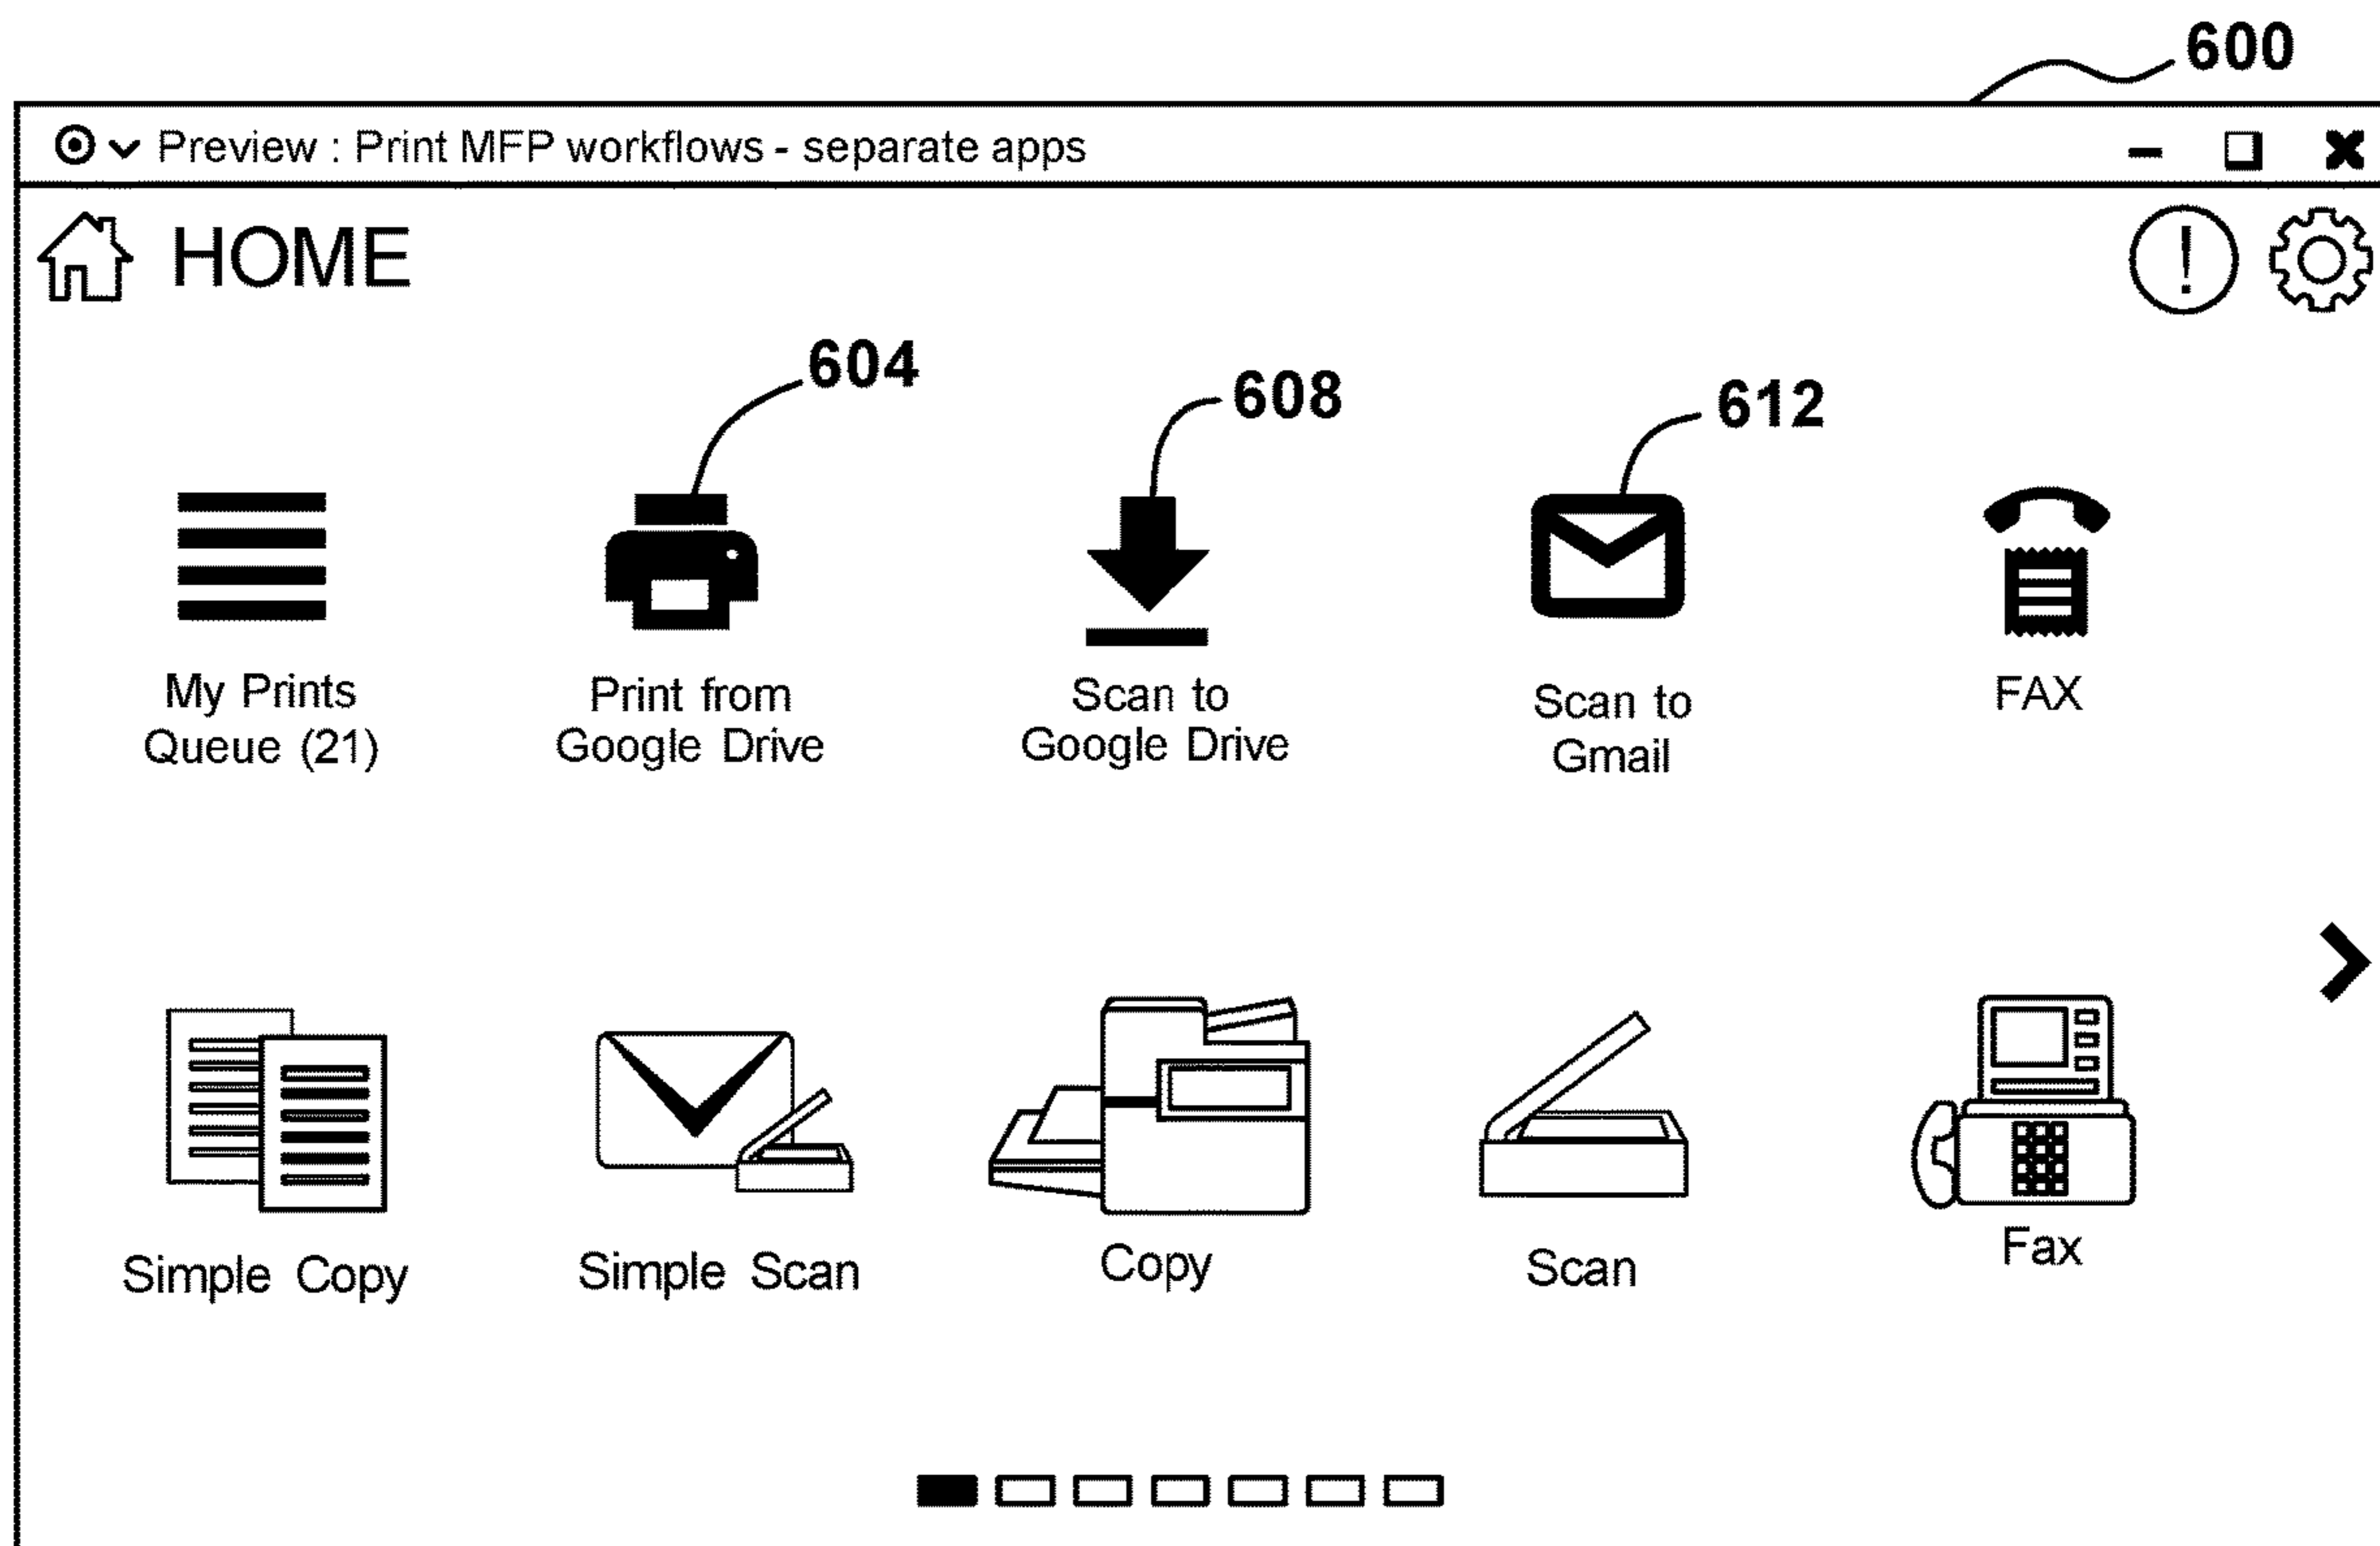 600
Preview : Print MFP workflows - separate apps
HOME
604
608
612
My Prints
Queue (21)
Print from
Google Drive
Scan to
Google Drive
Scan to
Gmail
FAX
Simple Copy
Simple Scan
Copy
Scan
Fax